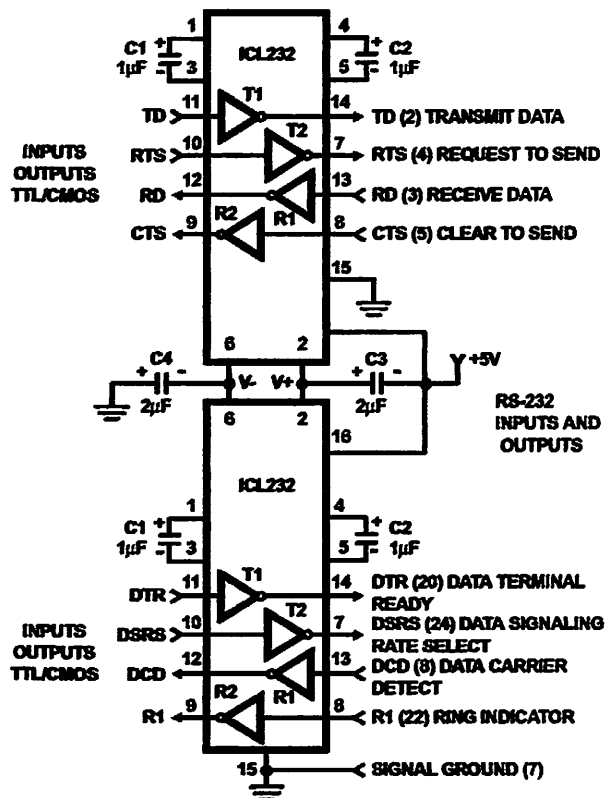 1 4
C1 + ICL232 + C2
1µF - - 1µF
3 5
11 T1 14
TD TD (2) TRANSMIT DATA
10 T2 7
RTS RTS (4) REQUEST TO SEND
INPUTS
OUTPUTS
TTL/CMOS
12 13
RD R1 RD (3) RECEIVE DATA
9 R2 8
CTS CTS (5) CLEAR TO SEND
15
6 2
C4 C3 +5V
+ - V- V+ + -
2µF 2µF
6 2
RS-232
INPUTS AND
OUTPUTS
16
ICL232
1 4
C1 + + C2
1µF - - 1µF
3 5
11 T1 14
DTR DTR (20) DATA TERMINAL
READY
10 T2 7
DSRS DSRS (24) DATA SIGNALING
RATE SELECT
INPUTS
OUTPUTS
TTL/CMOS
12 13
DCD R1 DCD (8) DATA CARRIER
DETECT
9 R2 8
R1 R1 (22) RING INDICATOR
15 SIGNAL GROUND (7)